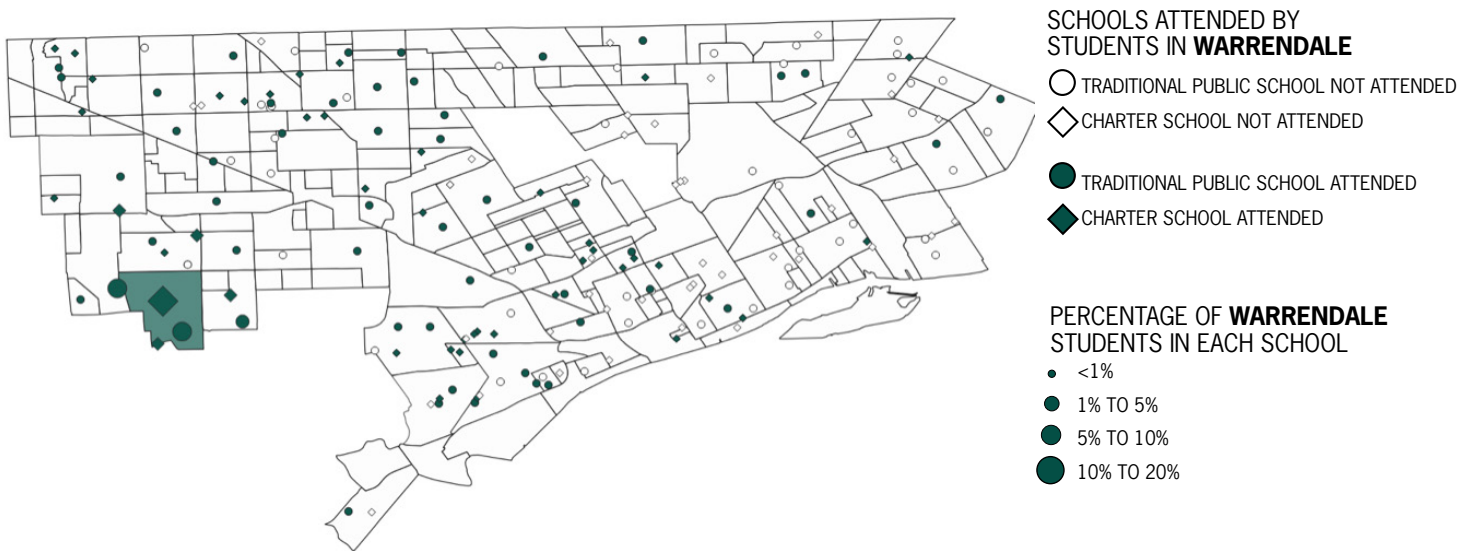 SCHOOLS ATTENDED BY
STUDENTS IN WARRENDALE
TRADITIONAL PUBLIC SCHOOL NOT ATTENDED
CHARTER SCHOOL NOT ATTENDED
TRADITIONAL PUBLIC SCHOOL ATTENDED
CHARTER SCHOOL ATTENDED
PERCENTAGE OF WARRENDALE
STUDENTS IN EACH SCHOOL
<1%
1% TO 5%
5% TO 10%
10% TO 20%